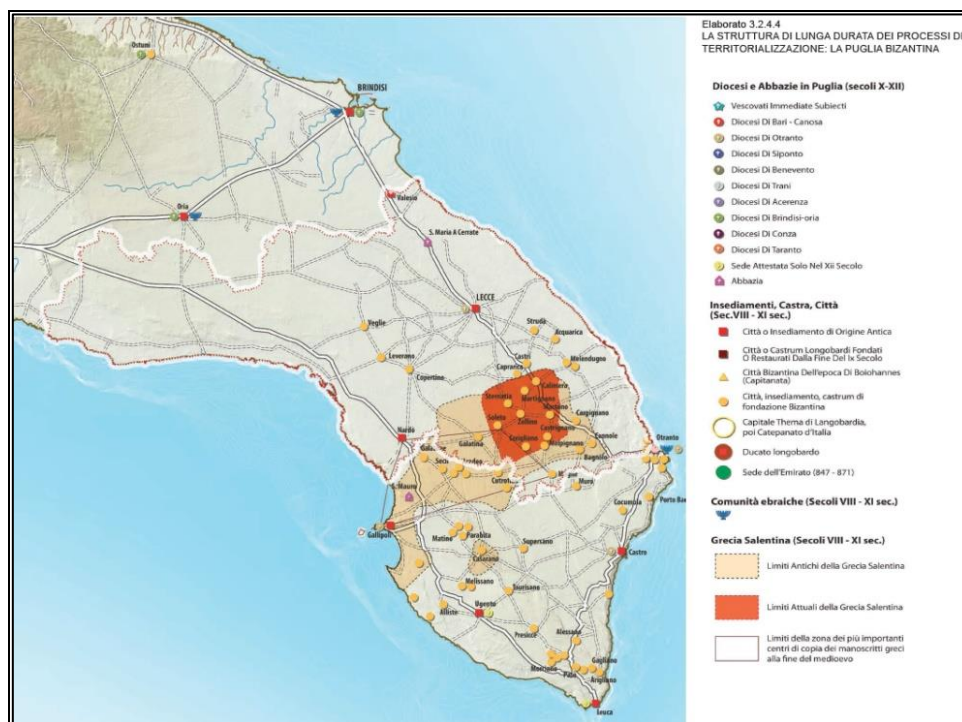 Elaborato 3.2.4.4
LA STRUTTURA DI LUNGA DURATA DEI PROCESSI DI
TERRITORIALIZZAZIONE: LA PUGLIA BIZANTINA
Diocesi e Abbazie in Puglia (secoli X-XII)
Vescovati Immediate Subiecti
Diocesi Di Bari - Canosa
Diocesi Di Otranto
Diocesi Di Siponto
Diocesi Di Benevento
Diocesi Di Trani
Diocesi Di Acerenza
Diocesi Di Brindisi-oria
Diocesi Di Conza
Diocesi Di Taranto
Sede Attestata Solo Nel Xii Secolo
Abbazia
Insediamenti, Castra, Città
(Sec.VIII - XI sec.)
Città o Insediamento di Origine Antica
Città o Castrum Longobardi Fondati
O Restaurati Dalla Fine Del Ix Secolo
Città Bizantina Dell'epoca Di Boiohannes
(Capitanata)
Città, insediamento, castrum di
fondazione Bizantina
Capitale Thema di Langobardia,
poi Catepanato d'Italia
Ducato longobardo
Sede dell'Emirato (847 - 871)
Comunità ebraiche (Secoli VIII - XI sec.)
Grecia Salentina (Secoli VIII - XI sec.)
Limiti Antichi della Grecia Salentina
Limiti Attuali della Grecia Salentina
Limiti della zona dei più importanti
centri di copia dei manoscritti greci
alla fine del medioevo
Ostuni
BRINDISI
Oria
Valesio
S. Maria A Cerrate
LECCE
Veglie
Struda
Acquarica
Leverano
Copertino
Castri
Caprarica
Melendugno
Calimera
Sternatia
Martignano
Soleto
Zollino
Carpignano
Nardò
Galatina
Castrignano
Corigliano
Melpignano
Cannole
Bagnolo
Otranto
S. Mauro
Cutrof
Muro
Porto Ba
Cocumola
Gallipoli
Matino
Parabita
Supersano
Casarano
Castro
Melissano
Taurisano
Alliste
Ugento
Presicce
Alessano
Gagliano
Arigliano
Leuca